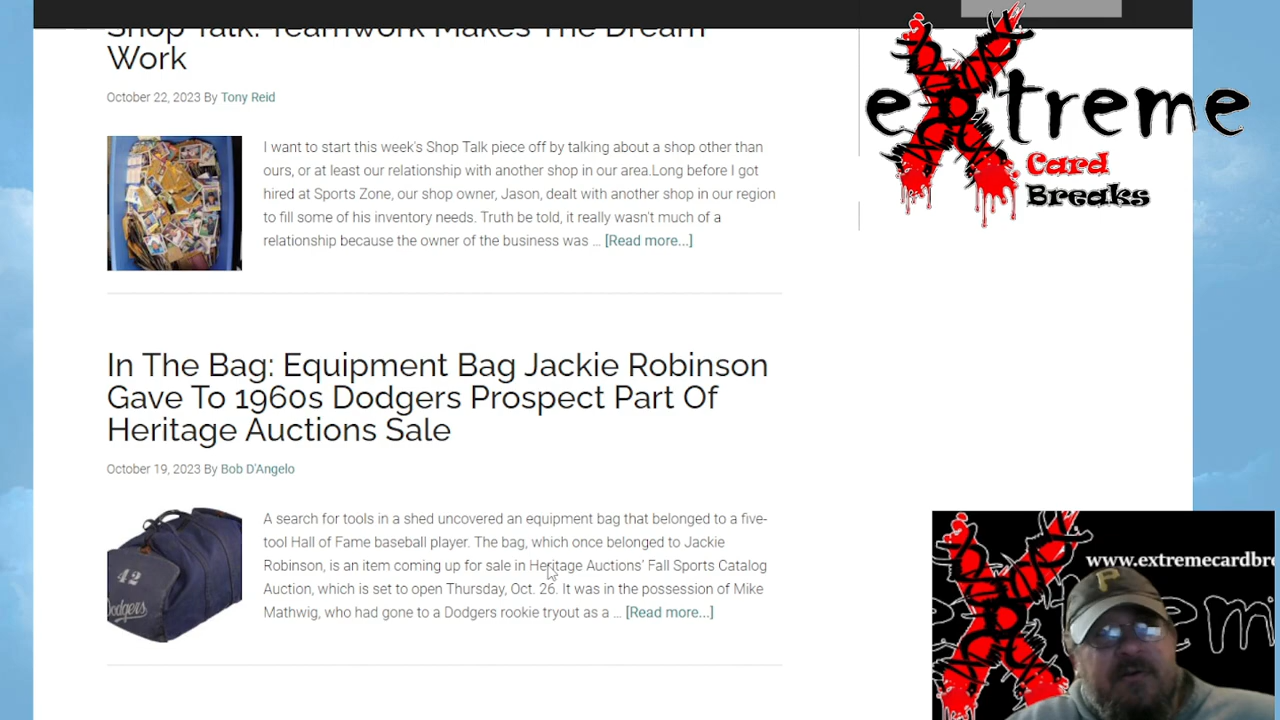 Shop Talk: Teamwork Makes The Dream
Work
October 22, 2023 By Tony Reid
I want to start this week's Shop Talk piece off by talking about a shop other than
ours, or at least our relationship with another shop in our area.Long before I got
hired at Sports Zone, our shop owner, Jason, dealt with another shop in our region
to fill some of his inventory needs. Truth be told, it really wasn't much of a
relationship because the owner of the business was ... [Read more...]
In The Bag: Equipment Bag Jackie Robinson
Gave To 1960s Dodgers Prospect Part Of
Heritage Auctions Sale
October 19, 2023 By Bob D'Angelo
A search for tools in a shed uncovered an equipment bag that belonged to a five-
tool Hall of Fame baseball player. The bag, which once belonged to Jackie
Robinson, is an item coming up for sale in Heritage Auctions' Fall Sports Catalog
Auction, which is set to open Thursday, Oct. 26. It was in the possession of Mike
Mathwig, who had gone to a Dodgers rookie tryout as a ... [Read more...]
42
Dodgers
eXtreme
Card
Breaks
www.extremecardbre
P